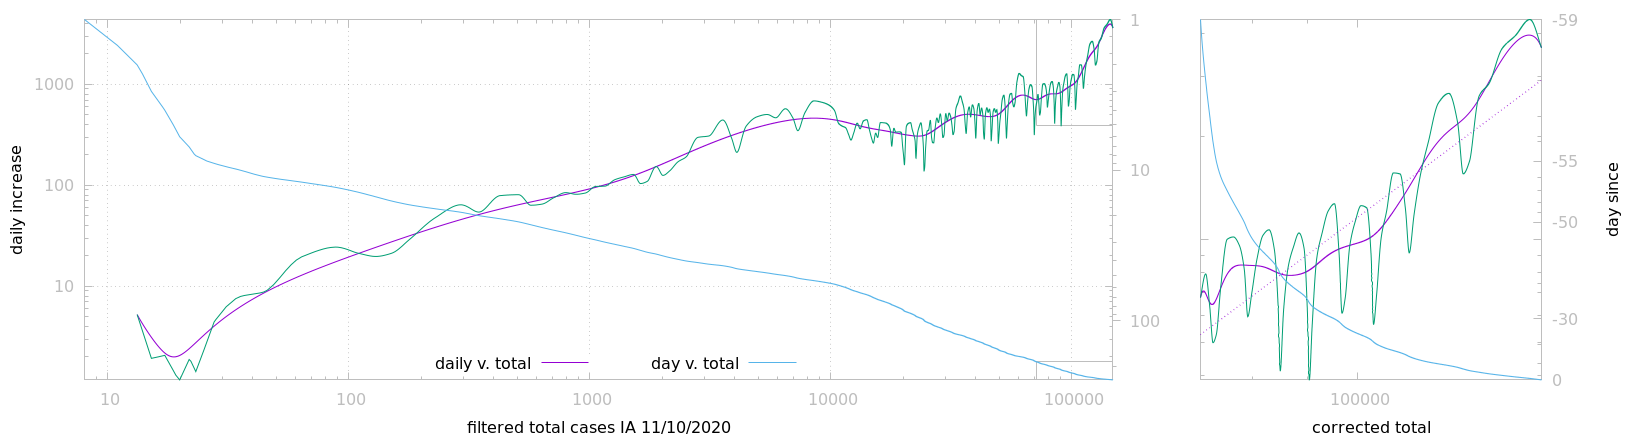 daily increase
1000
100
10
10
100
1000
10000
100000
filtered total cases IA 11/10/2020
daily v. total
day v. total
1
10
100
100000
corrected total
-59
-55
-50
-30
0
day since